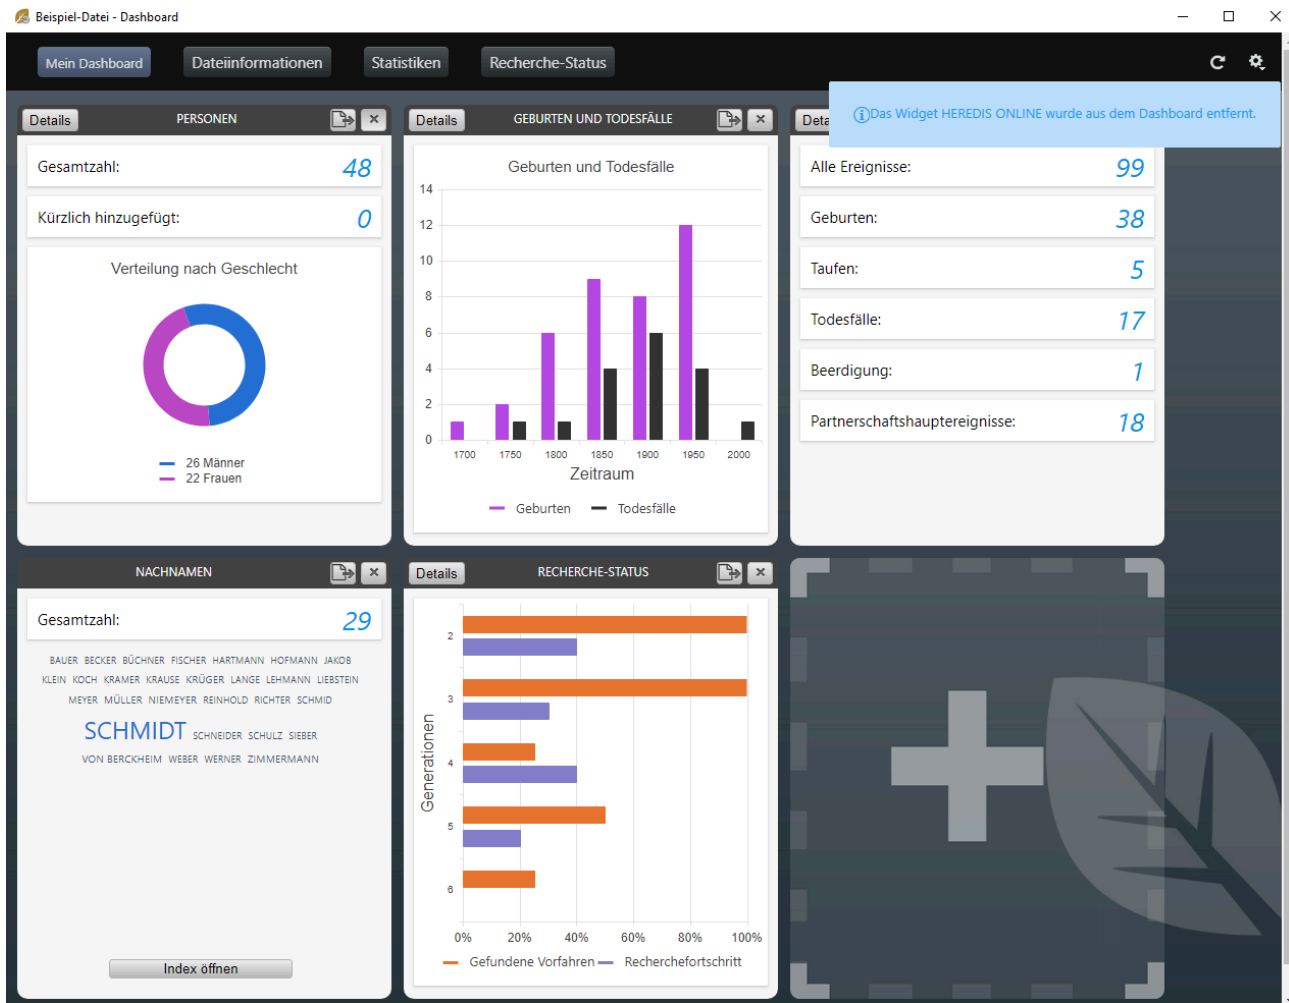 Beispiel-Datei - Dashboard
Mein Dashboard
Dateiinformationen
Statistiken
Recherche-Status
Das Widget HEREDIS ONLINE wurde aus dem Dashboard entfernt.
Details
PERSONEN
Gesamtzahl:
48
Kürzlich hinzugefügt:
0
Verteilung nach Geschlecht
26 Männer
22 Frauen
Details
GEBURTEN UND TODESFÄLLE
Geburten und Todesfälle
14
12
10
8
6
4
2
0
1700 1750 1800 1850 1900 1950 2000
Zeitraum
Geburten Todesfälle
Deta
Alle Ereignisse:
99
Geburten:
38
Taufen:
5
Todesfälle:
17
Beerdigung:
1
Partnerschaftshauptereignisse:
18
NACHNAMEN
Gesamtzahl:
29
BAUER BECKER BÜCHNER FISCHER HARTMANN HOFMANN JAKOB
KLEIN KOCH KRAMER KRAUSE KRÜGER LANGE LEHMANN LIEBSTEIN
MEYER MÜLLER NIEMEYER REINHOLD RICHTER SCHMID
SCHMIDT SCHNEIDER SCHULZ SIEBER
VON BERCKHEIM WEBER WERNER ZIMMERMANN
Index öffnen
Details
RECHERCHE-STATUS
Generationen
2
3
4
5
6
0% 20% 40% 60% 80% 100%
Gefundene Vorfahren Recherchefortschritt